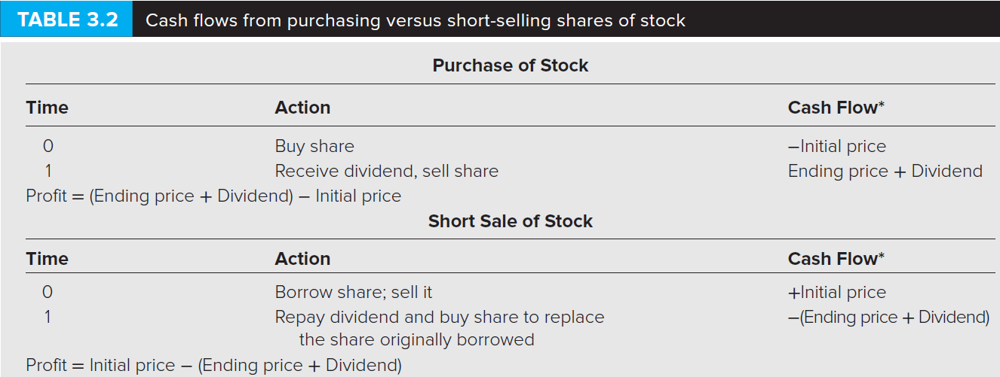 TABLE 3.2 Cash flows from purchasing versus short-selling shares of stock
Purchase of Stock
Time Action Cash Flow*
0 Buy share −Initial price
1 Receive dividend, sell share Ending price + Dividend
Profit = (Ending price + Dividend) − Initial price
Short Sale of Stock
Time Action Cash Flow*
0 Borrow share; sell it +Initial price
1 Repay dividend and buy share to replace −(Ending price + Dividend)
the share originally borrowed
Profit = Initial price − (Ending price + Dividend)